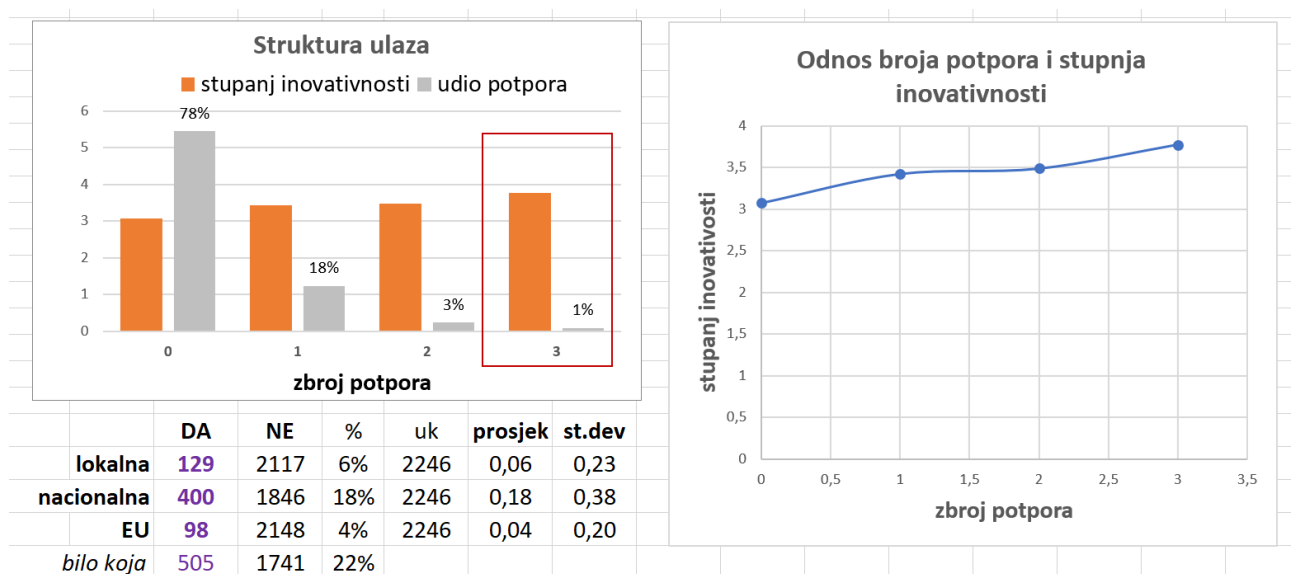 Struktura ulaza
stupanj inovativnosti udio potpora
6
5
4
3
2
1
0
78%
18%
3%
1%
0 1 2 3
zbroj potpora
Odnos broja potpora i stupnja
inovativnosti
stupanj inovativosti
4
3,5
3
2,5
2
1,5
1
0,5
0
0 0,5 1 1,5 2 2,5 3 3,5
zbroj potpora
DA NE % uk prosjek st.dev
lokalna 129 2117 6% 2246 0,06 0,23
nacionalna 400 1846 18% 2246 0,18 0,38
EU 98 2148 4% 2246 0,04 0,20
bilo koja 505 1741 22%